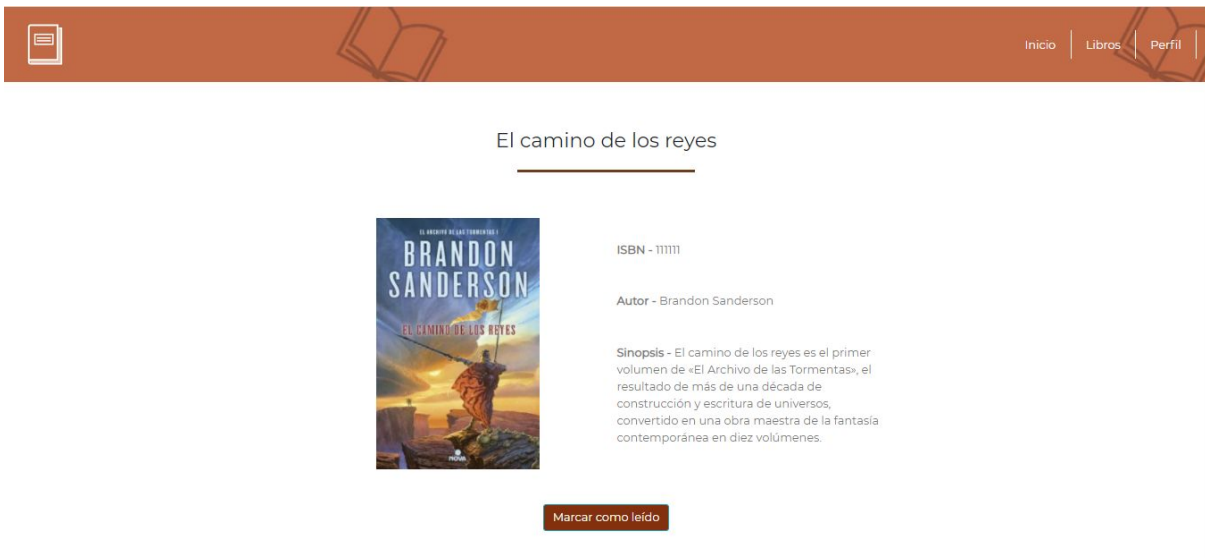 Inicio
Libros
Perfil
El camino de los reyes
EL ARCHIVO DE LAS TORMENTAS I
BRANDON
SANDERSON
EL CAMINO DE LOS REYES
nova
ISBN - 111111
Autor - Brandon Sanderson
Sinopsis - El camino de los reyes es el primer
volumen de «El Archivo de las Tormentas», el
resultado de más de una década de
construcción y escritura de universos,
convertido en una obra maestra de la fantasía
contemporánea en diez volúmenes.
Marcar como leído